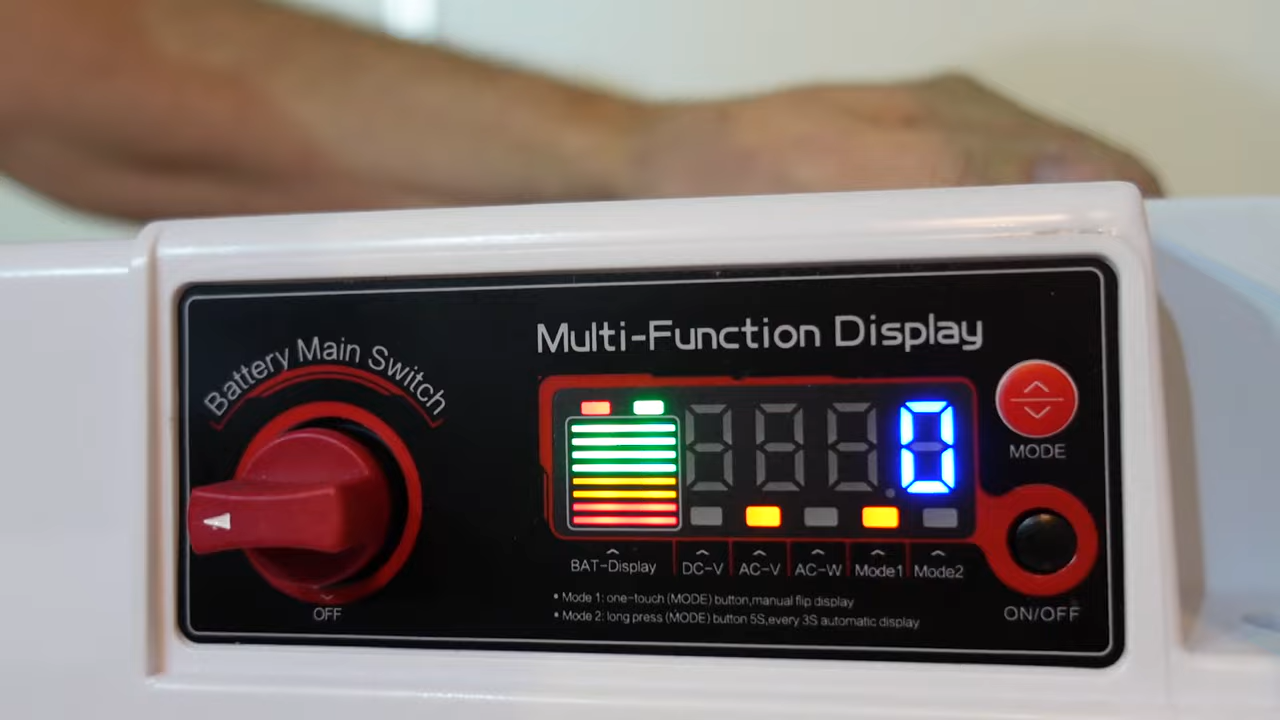 Battery Main Switch
OFF
Multi-Function Display
0
MODE
BAT-Display DC-V AC-V AC-W Mode1 Mode2
• Mode 1: one-touch (MODE) button,manual flip display
• Mode 2: long press (MODE) button 5S,every 3S automatic display
ON/OFF